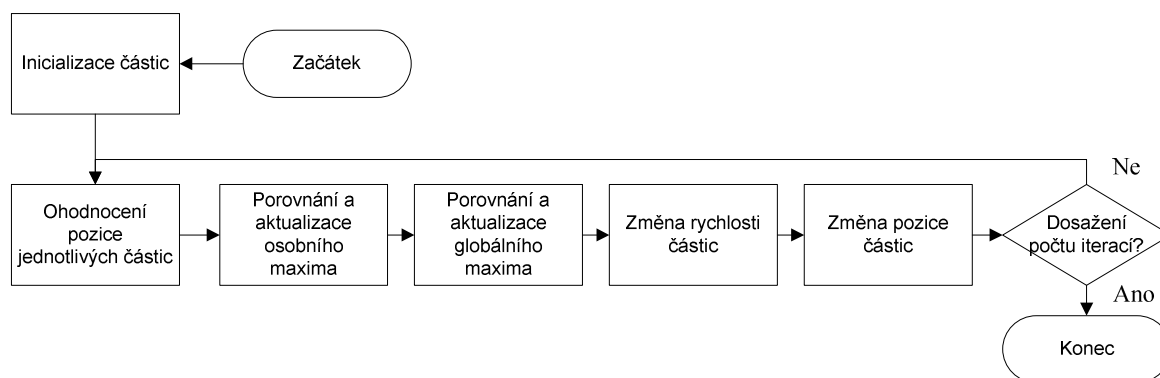 Inicializace částic
Začátek
Ne
Ohodnocení
pozice
jednotlivých částic
Porovnání a
aktualizace
osobního
maxima
Porovnání a
aktualizace
globálního
maxima
Změna rychlosti
částic
Změna pozice
částic
Dosažení
počtu iterací?
Ano
Konec